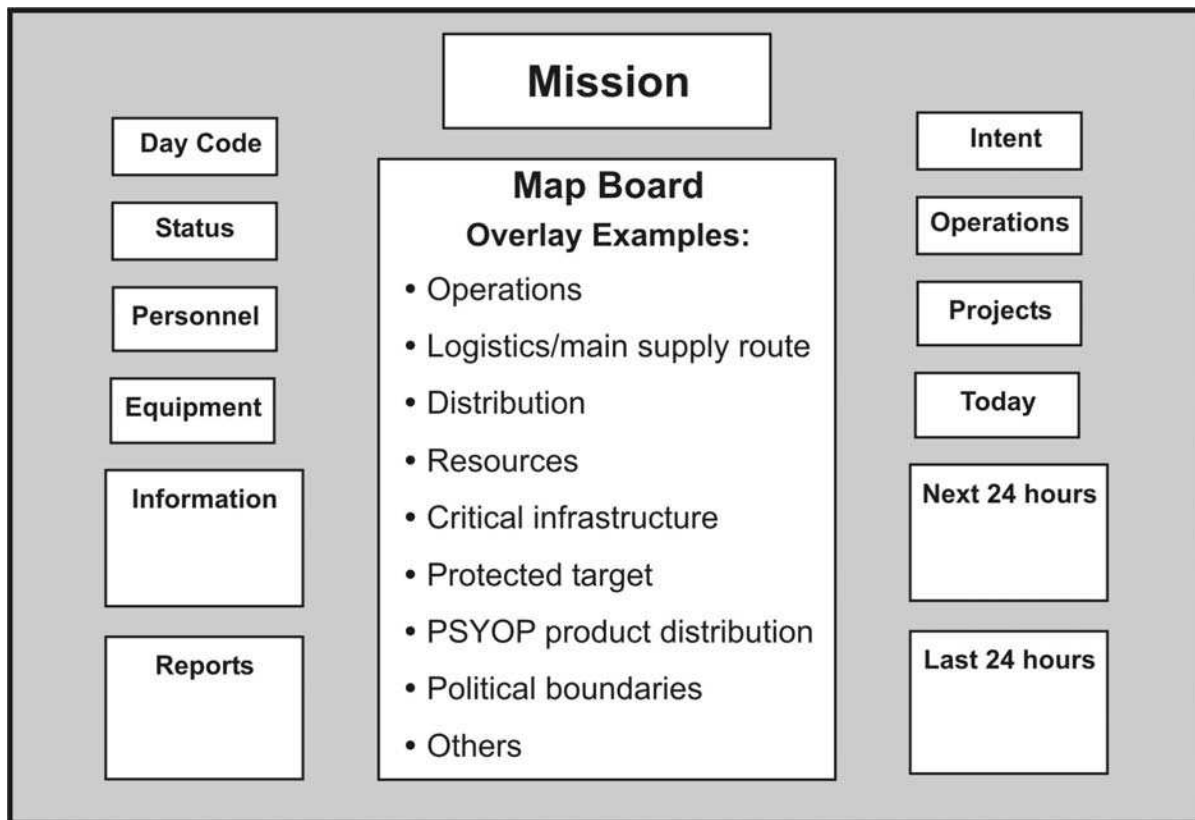 Mission
Day Code
Status
Personnel
Equipment
Information
Reports
Map Board
Overlay Examples:
• Operations
• Logistics/main supply route
• Distribution
• Resources
• Critical infrastructure
• Protected target
• PSYOP product distribution
• Political boundaries
• Others
Intent
Operations
Projects
Today
Next 24 hours
Last 24 hours